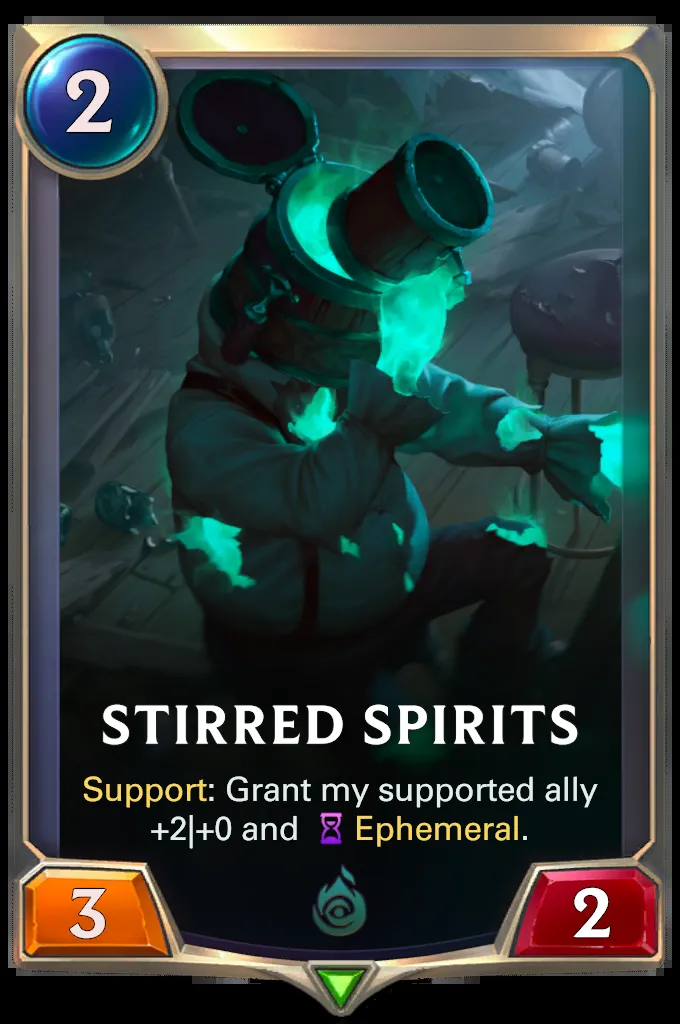 2
STIRRED SPIRITS
Support: Grant my supported ally
+2|+0 and Ephemeral.
3
2